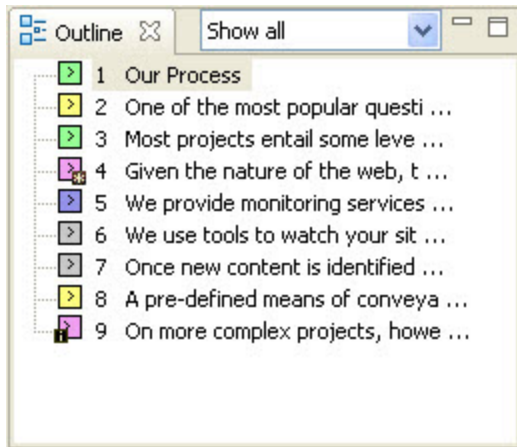 Outline Show all
1 Our Process
2 One of the most popular questi ...
3 Most projects entail some leve ...
4 Given the nature of the web, t ...
5 We provide monitoring services ...
6 We use tools to watch your sit ...
7 Once new content is identified ...
8 A pre-defined means of conveya ...
9 On more complex projects, howe ...